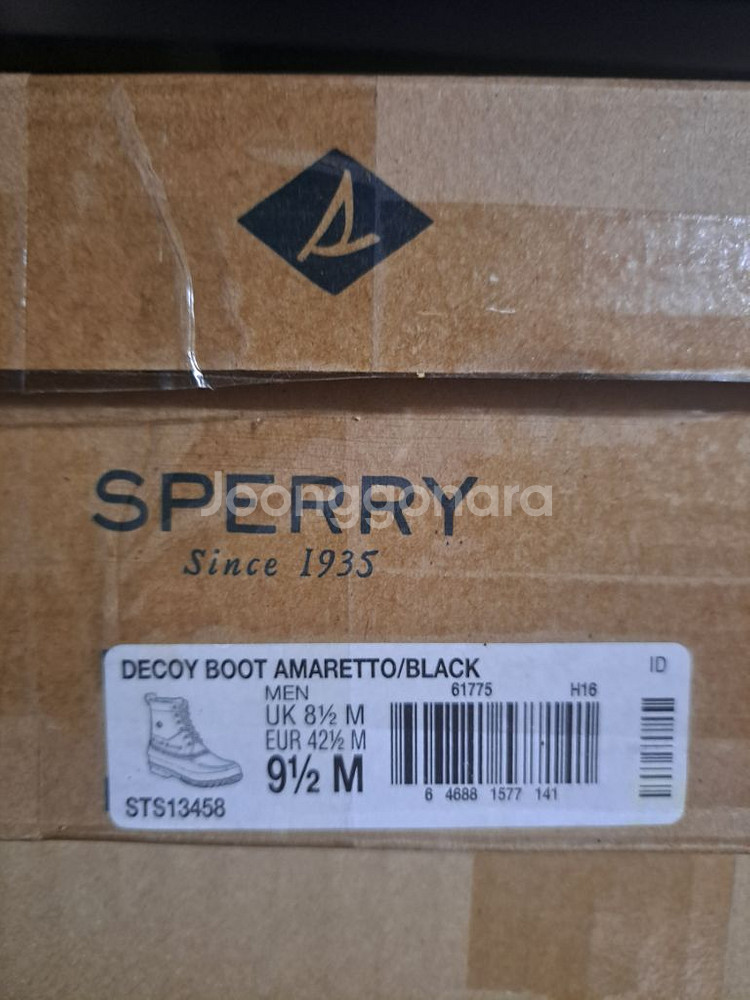 SPERRY
Joonggonara
Since 1935
DECOY BOOT AMARETTO/BLACK ID
MEN 61775 H16
UK 8½ M
EUR 42½ M
9½ M
6 4688 1577 141
STS13458